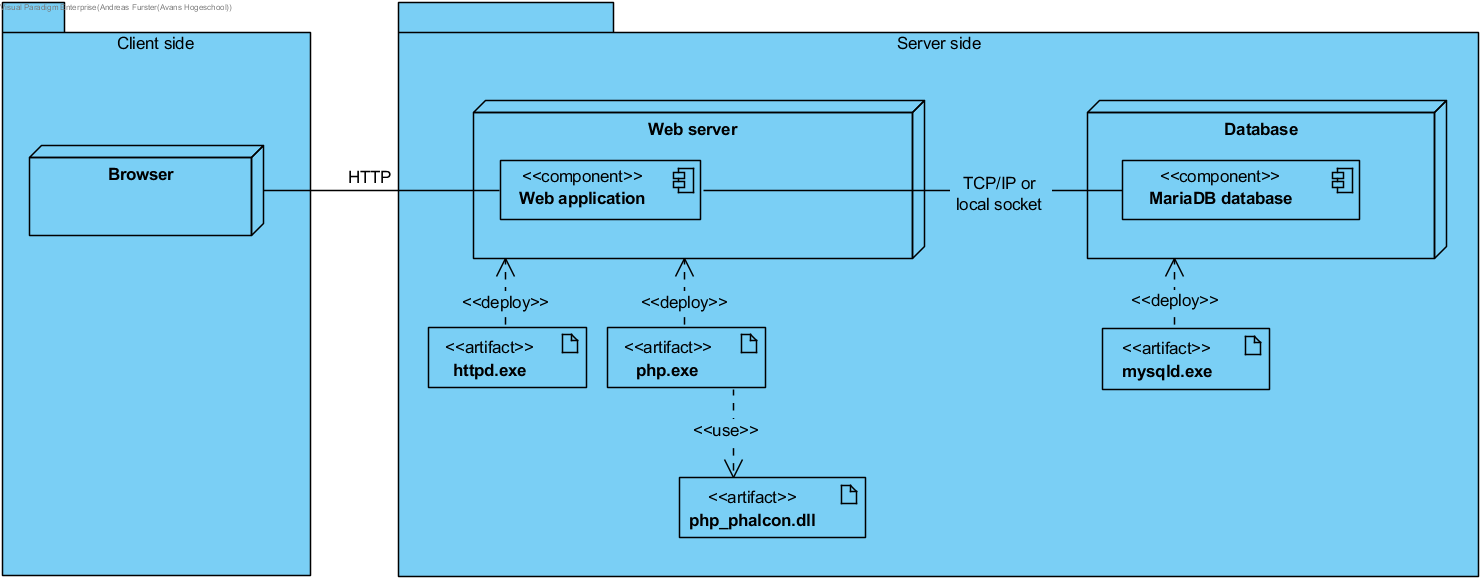 Visual Paradigm Enterprise(Andreas Furster(Avans Hogeschool))
Client side
Server side
Browser
HTTP
Web server
<<component>>
Web application
TCP/IP or
local socket
Database
<<component>>
MariaDB database
<<deploy>>
<<deploy>>
<<deploy>>
<<artifact>>
httpd.exe
<<artifact>>
php.exe
<<artifact>>
mysqld.exe
<<use>>
<<artifact>>
php_phalcon.dll